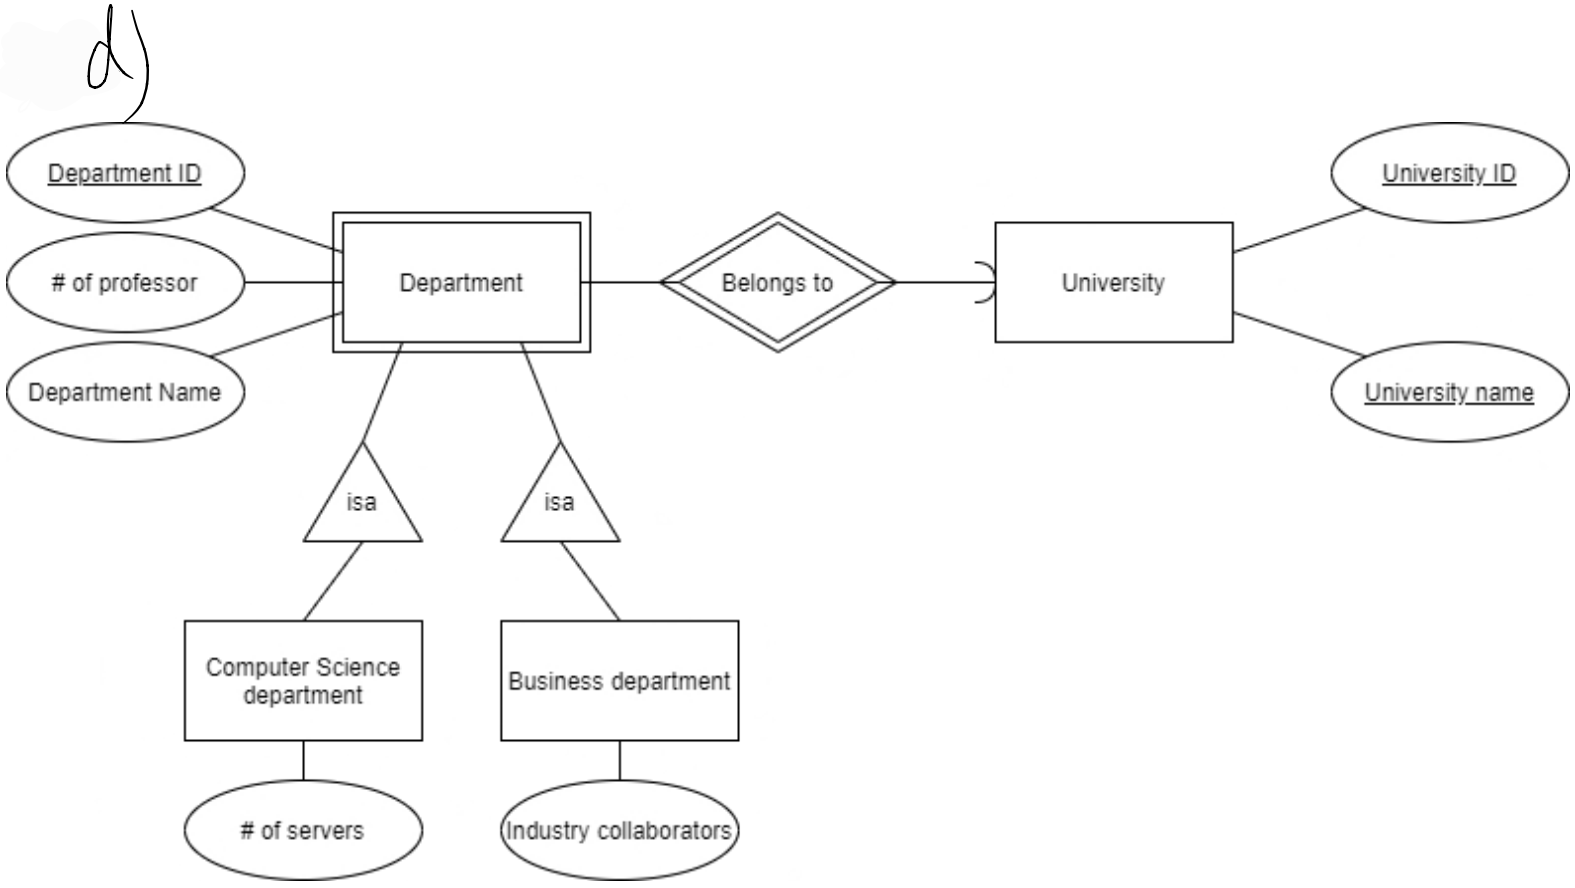 d)
Department ID
# of professor
Department Name
Department
Belongs to
University
University ID
University name
isa
isa
Computer Science
department
Business department
# of servers
Industry collaborators